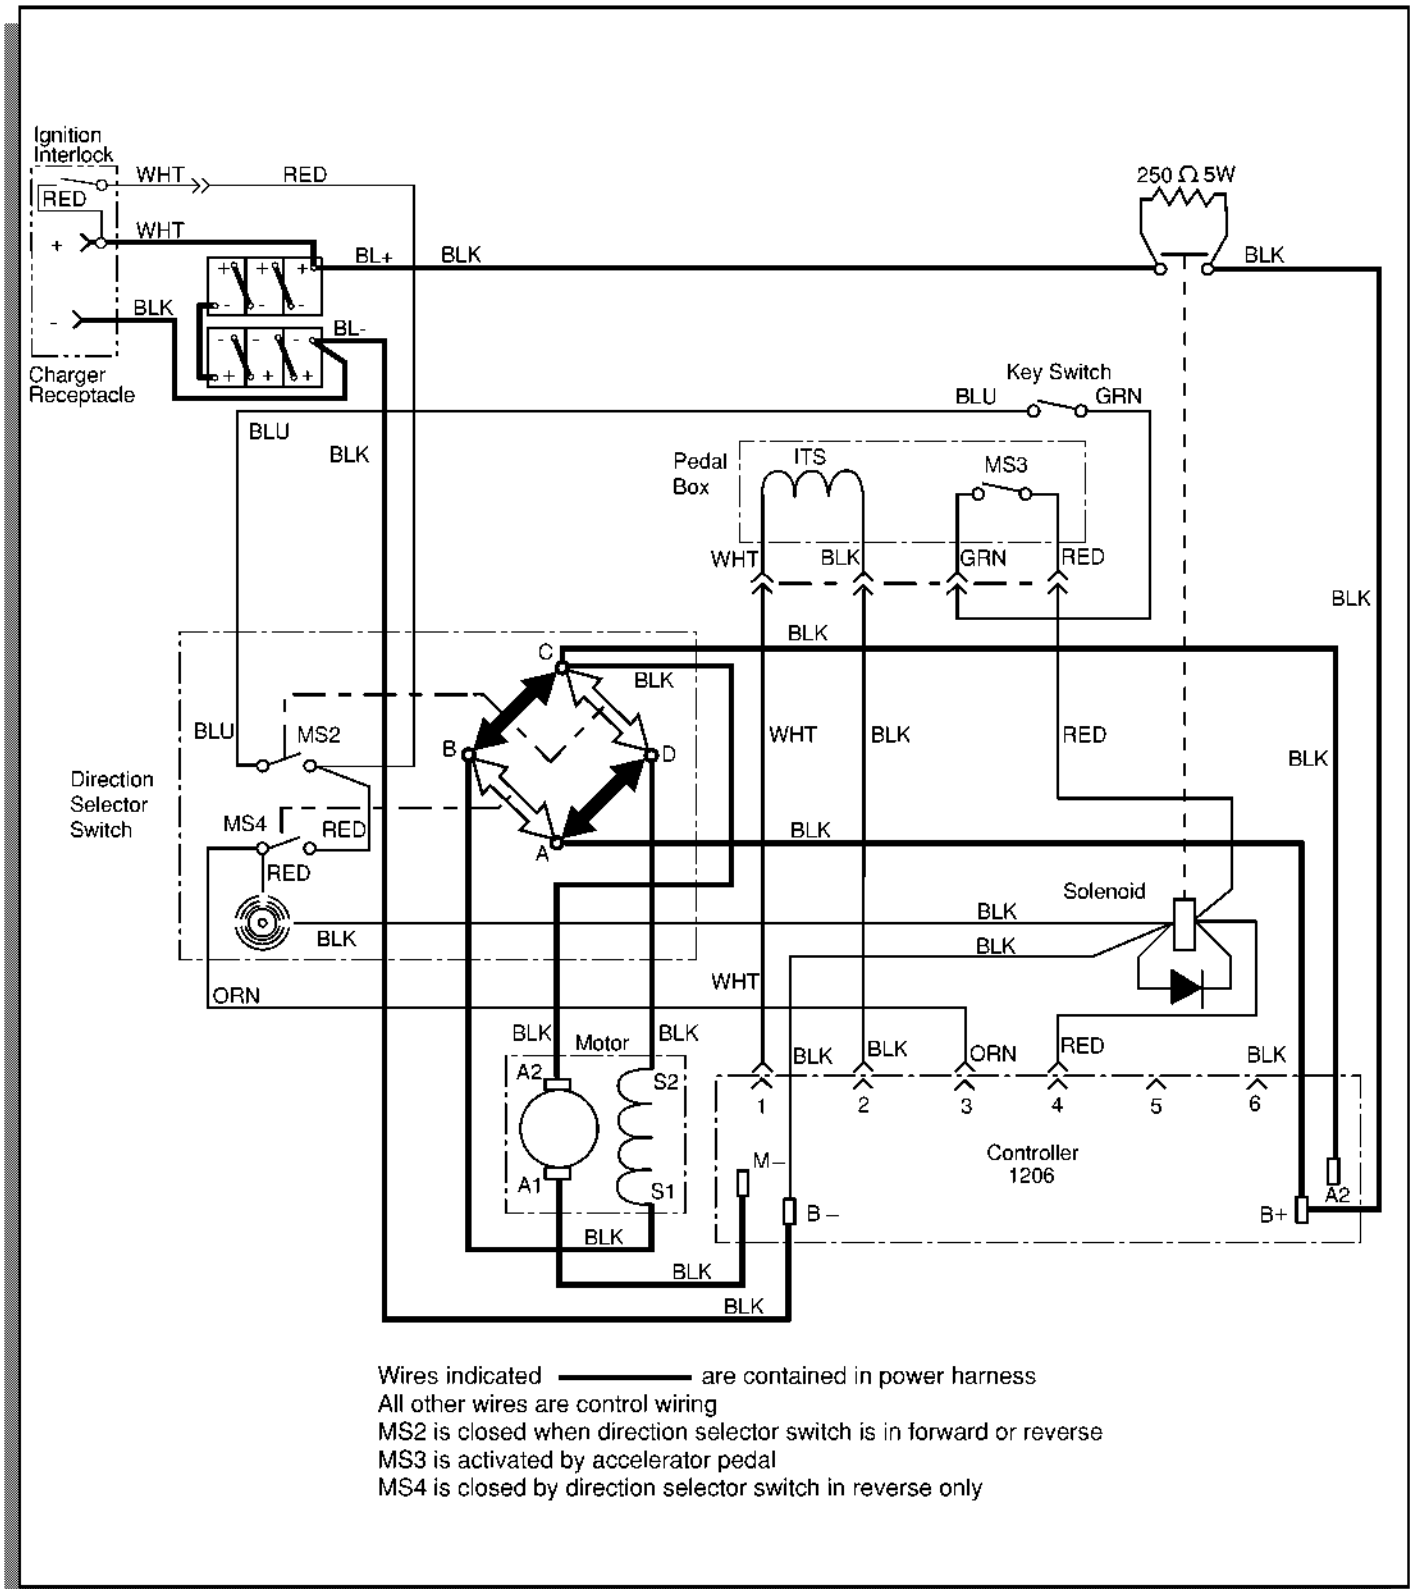 Ignition
Interlock
WHT
RED
RED
+
WHT
-
BLK
Charger
Receptacle
+ + +
- - -
- - -
+ + +
BL+
BLK
BL-
250 Ω 5W
BLK
Key Switch
BLU
GRN
BLU
BLK
Pedal
Box
ITS
MS3
WHT
BLK
GRN
RED
BLK
BLK
C
BLK
BLU
MS2
B
D
WHT
BLK
RED
BLK
Direction
Selector
Switch
MS4
RED
A
BLK
RED
Solenoid
BLK
BLK
BLK
WHT
ORN
BLK
Motor
BLK
BLK
BLK
ORN
RED
BLK
A2
S2
1
2
3
4
5
6
Controller
1206
M-
A1
S1
A2
B-
B+
BLK
BLK
BLK
Wires indicated are contained in power harness
All other wires are control wiring
MS2 is closed when direction selector switch is in forward or reverse
MS3 is activated by accelerator pedal
MS4 is closed by direction selector switch in reverse only